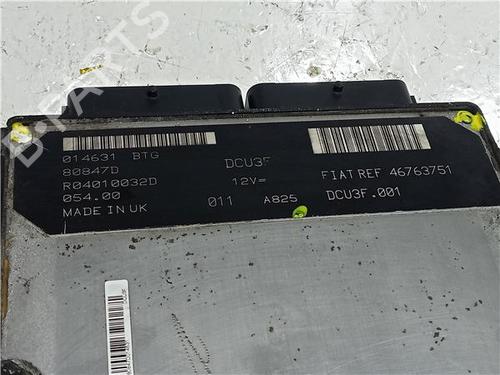 B-PARTS
014631 BTG
80847D
R04010032D
054.00
MADE IN UK
DCU3F
12V=
011 A825
FIAT REF 46763751
DCU3F.001